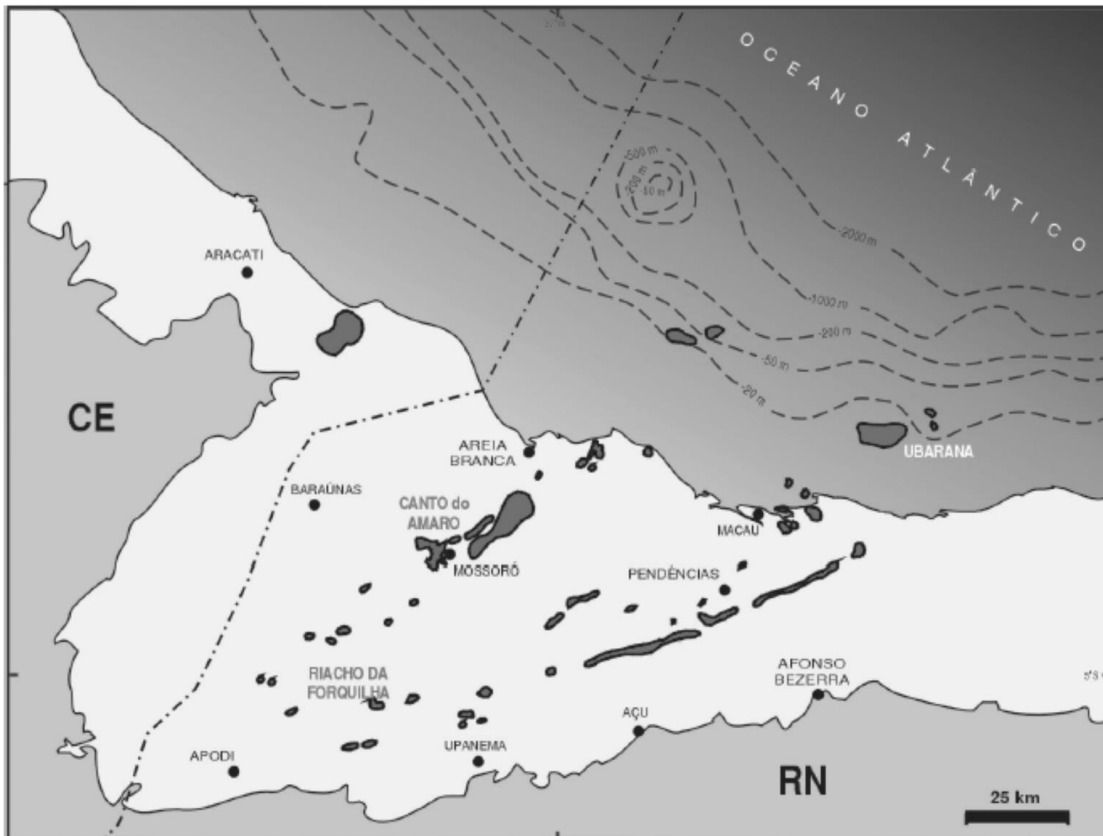 OCEANO ATLÂNTICO
-500 m
-200 m
-50 m
-2000 m
-1000 m
-200 m
-50 m
-20 m
ARACATI
CE
AREIA
BRANCA
UBARANA
BARAÚNAS
CANTO do
AMARO
MACAU
MOSSORÓ
PENDÊNCIAS
RIACHO DA
FORQUILHA
AFONSO
BEZERRA
AÇU
UPANEMA
APODI
RN
25 km